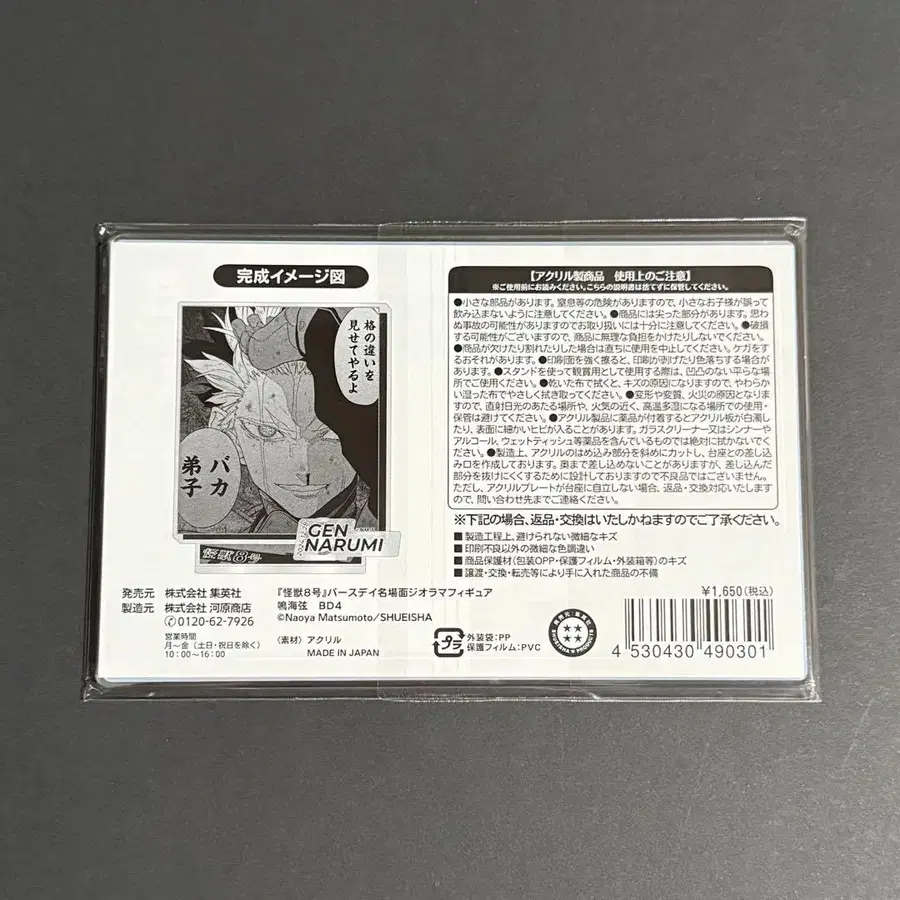 完成イメージ図
格の違いを
見せてやるよ
バカ
弟子
GEN
NARUMI
怪獣8号
【アクリル製商品　使用上のご注意】
※ご使用前にお読みください。こちらの説明書は捨てずに保管してください。
●小さな部品があります。窒息等の危険がありますので、小さなお子様が誤って
飲み込まないように注意してください。●商品には尖った部分があります。思わ
ぬ事故の可能性がありますのでお取り扱いには十分に注意してください。●破損
する可能性がございますので、商品に無理な負担をかけたりしないでください。
●商品が欠けたり割れたりした場合は直ちに使用を中止してください。ケガをす
るおそれがあります。●印刷面を強く擦ると、印刷が剥げたり色落ちする場合が
あります。●スタンドを使って観賞用として使用する際は、凹凸のない平らな場
所でご使用ください。●乾いた布で拭くと、キズの原因になりますので、やわらか
い湿った布でやさしく拭き取ってください。●変形や変質、火災の原因となりま
すので、直射日光のあたる場所や、火気の近く、高温多湿になる場所での使用・
保管は避けてください。●アクリル製品に薬品が付着するとアクリル板が白濁し
たり、表面に細かいヒビが入ることがあります。ガラスクリーナー又はシンナーや
アルコール、ウェットティッシュ等薬品を含んでいるものでは絶対に拭かないでく
ださい。●製造上、アクリルのはめ込み部分を斜めにカットし、台座との差し込
み口を作成しております。奥まで差し込めないことがありますが、差し込んだ部
分を抜けにくくするために設計しておりますので不良品ではございません。
ただし、アクリルプレートが台座に自立しない場合、返品・交換対応いたします
ので、問い合わせ先までご連絡ください。
※下記の場合、返品・交換はいたしかねますのでご了承ください。
■製造工程上、避けられない微細なキズ
■印刷不良以外の微細な色調違い
■商品保護材(包装OPP・保護フィルム・外装箱等)のキズ
■譲渡・交換・転売等により手に入れた商品の不備
発売元　株式会社 集英社
製造元　株式会社 河原商店
0120-62-7926
営業時間
月～金（土日・祝日を除く）
10：00～16：00
『怪獣8号』バースデイ名場面ジオラマフィギュア
鳴海弦　BD4
©Naoya Matsumoto/SHUEISHA
〈素材〉アクリル
MADE IN JAPAN
プラ
外装袋:PP
保護フィルム:PVC
発売元：集英社
SHUEISHA PRODUCTS
￥1,650(税込)
4 530430 490301